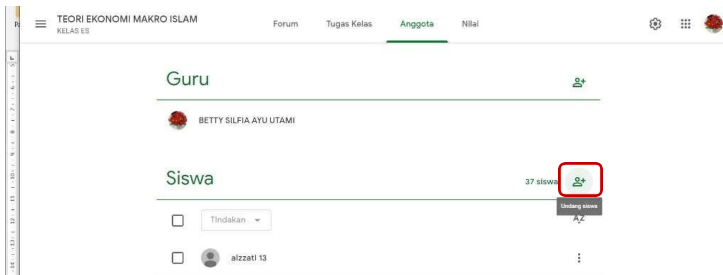 TEORI EKONOMI MAKRO ISLAM
KELAS ES
Forum Tugas Kelas Anggota Nilai
Guru
BETTY SILFIA AYU UTAMI
Siswa
37 siswa
Undang siswa
Tindakan
AZ
aizzati 13